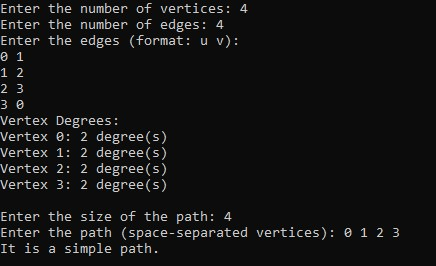 Enter the number of vertices: 4
Enter the number of edges: 4
Enter the edges (format: u v):
0 1
1 2
2 3
3 0
Vertex Degrees:
Vertex 0: 2 degree(s)
Vertex 1: 2 degree(s)
Vertex 2: 2 degree(s)
Vertex 3: 2 degree(s)

Enter the size of the path: 4
Enter the path (space-separated vertices): 0 1 2 3
It is a simple path.